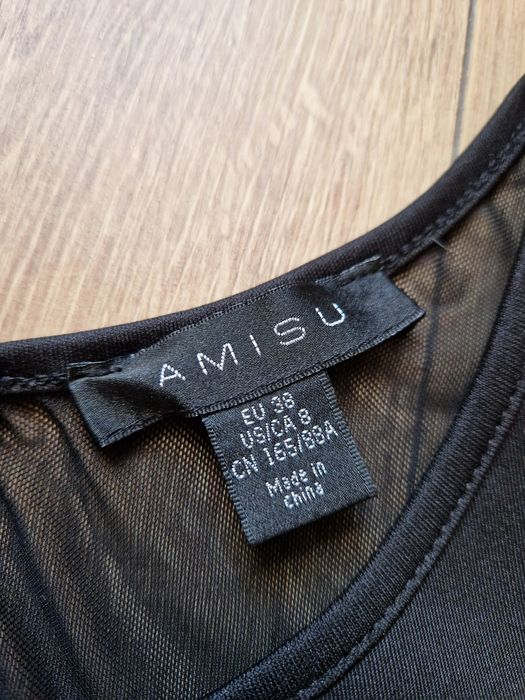 AMISU
EU 38
US/CA 8
CN 165/88A
Made in
China